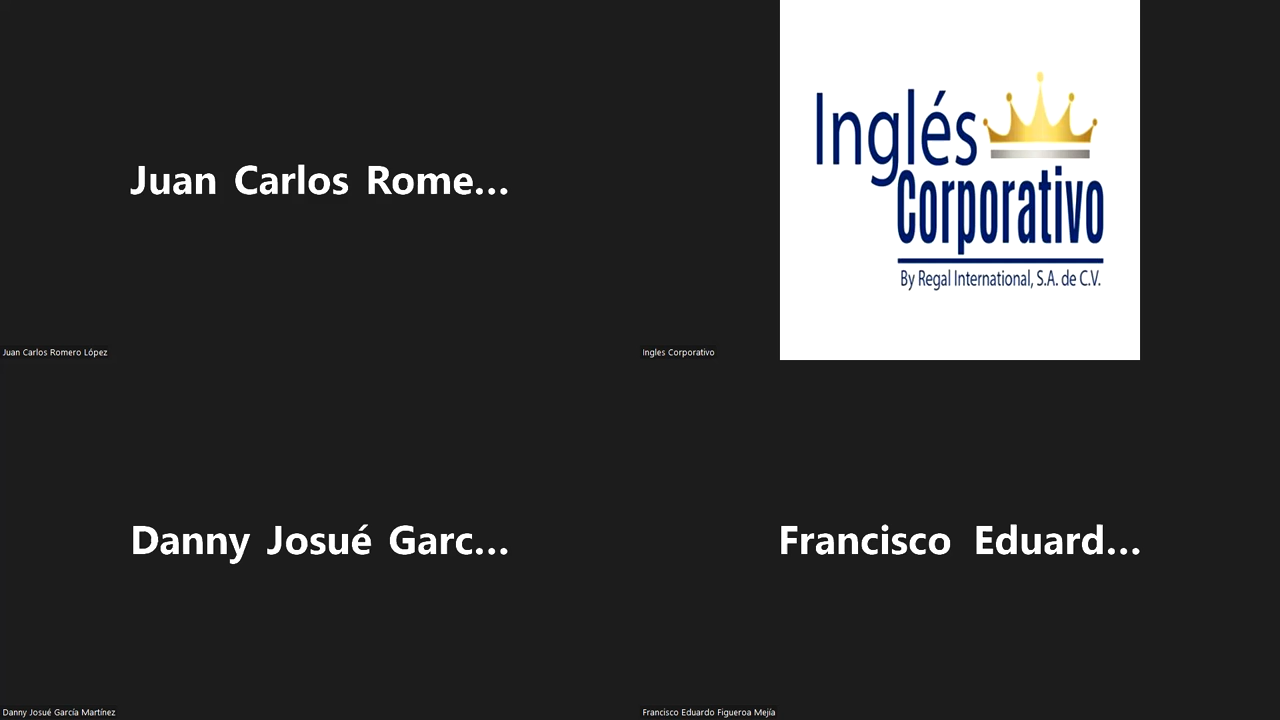 Juan Carlos Rome...
Juan Carlos Romero López
Inglés
Corporativo
By Regal International, S.A. de C.V.
Ingles Corporativo
Danny Josué Garc...
Danny Josué García Martínez
Francisco Eduard...
Francisco Eduardo Figueroa Mejía